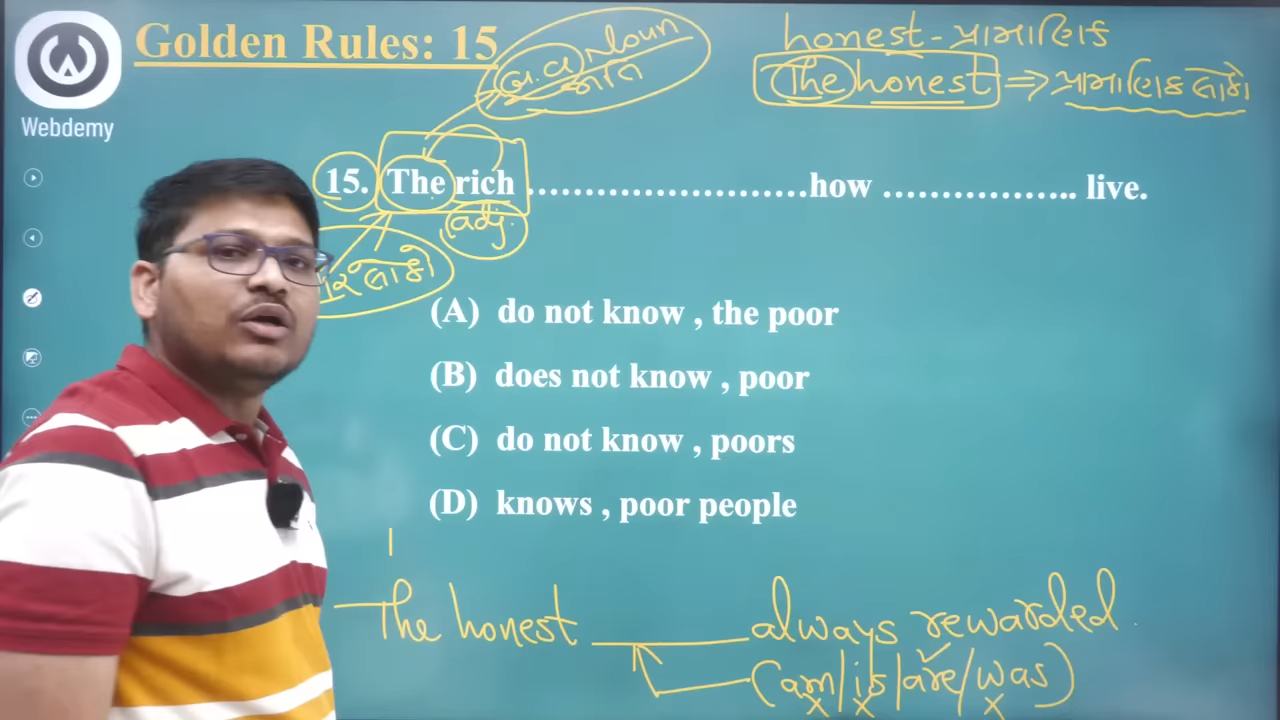 Golden Rules: 15
Webdemy
બ.વ Noun
honest - પ્રામાણિક
The honest ⇒ પ્રામાણિક લોકો
15. The rich ........................how ................. live.
adj.
લોકો
(A) do not know , the poor
(B) does not know , poor
(C) do not know , poors
(D) knows , poor people
The honest ______ always rewarded.
(am/is/are/was)